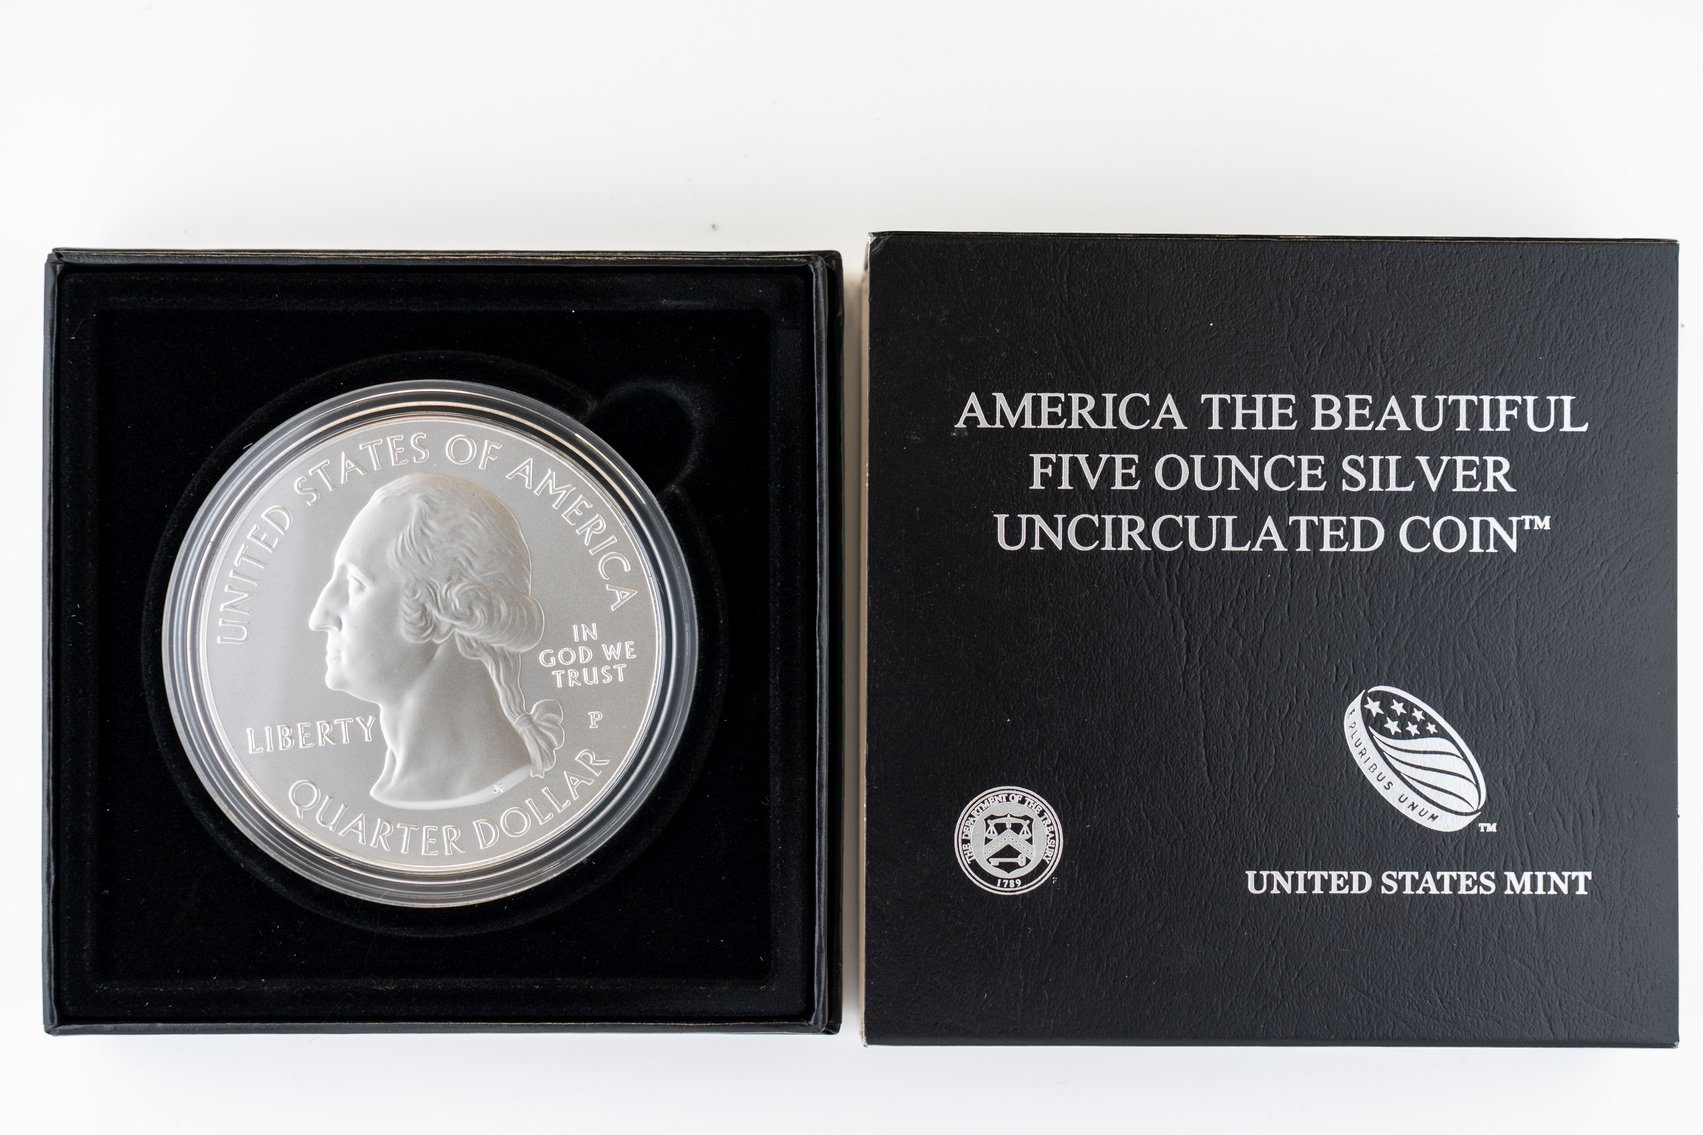 UNITED STATES OF AMERICA
IN
GOD WE
TRUST
LIBERTY
P
QUARTER DOLLAR
AMERICA THE BEAUTIFUL
FIVE OUNCE SILVER
UNCIRCULATED COIN™
E PLURIBUS UNUM
™
THE DEPARTMENT OF THE TREASURY
1789
UNITED STATES MINT